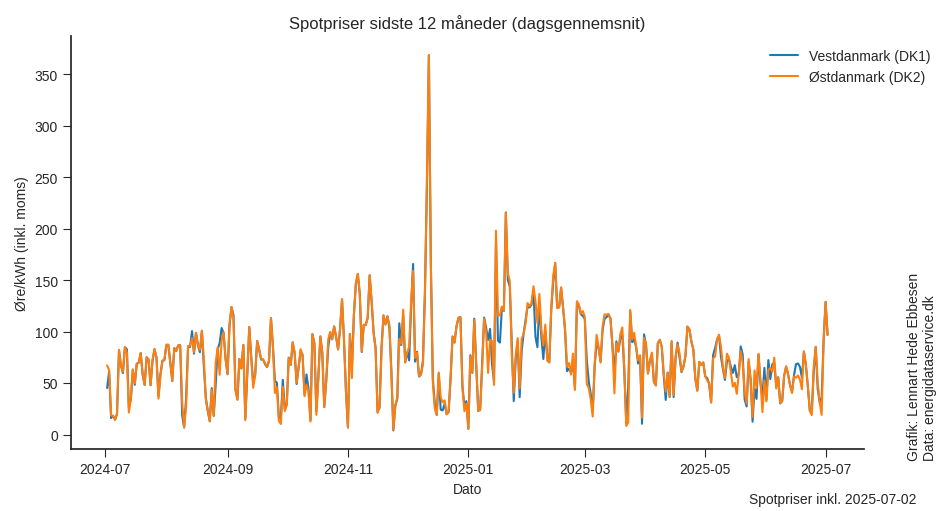 Spotpriser sidste 12 måneder (dagsgennemsnit)
Vestdanmark (DK1)
Østdanmark (DK2)
Øre/kWh (inkl. moms)
350
300
250
200
150
100
50
0
2024-07
2024-09
2024-11
2025-01
2025-03
2025-05
2025-07
Dato
Spotpriser inkl. 2025-07-02
Grafik: Lennart Hede Ebbesen
Data: energidataservice.dk